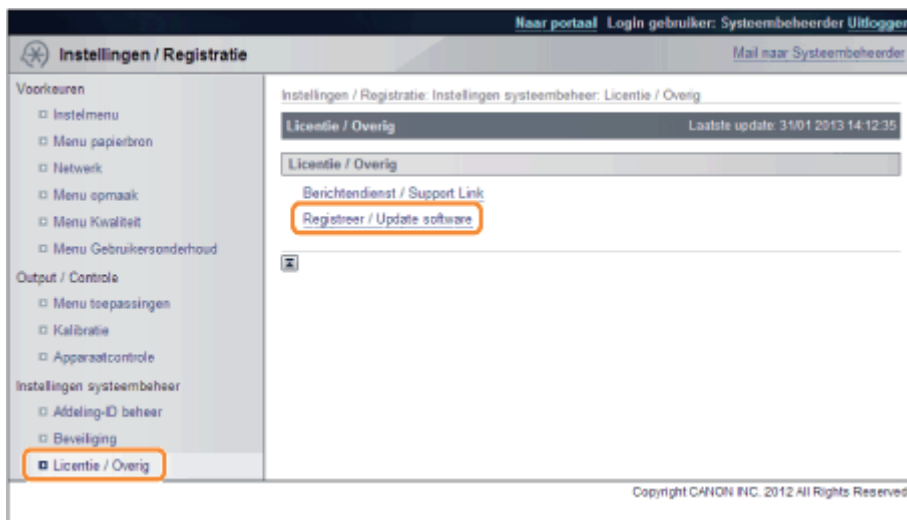 Naar portaal Login gebruiker: Systeembeheerder Uitlogger
Instellingen / Registratie
Mail naar Systeembeheerder
Voorkeuren
Instelmenu
Menu papierbron
Netwerk
Menu opmaak
Menu Kwaliteit
Menu Gebruikersonderhoud
Output / Controle
Menu toepassingen
Kalibratie
Apparaatcontrole
Instellingen systeembeheer
Afdeling-ID beheer
Beveiliging
Licentie / Overig
Instellingen / Registratie: Instellingen systeembeheer: Licentie / Overig
Licentie / Overig
Laatste update: 31/01 2013 14:12:35
Licentie / Overig
Berichtendienst / Support Link
Registreer / Update software
Copyright CANON INC. 2012 All Rights Reserved